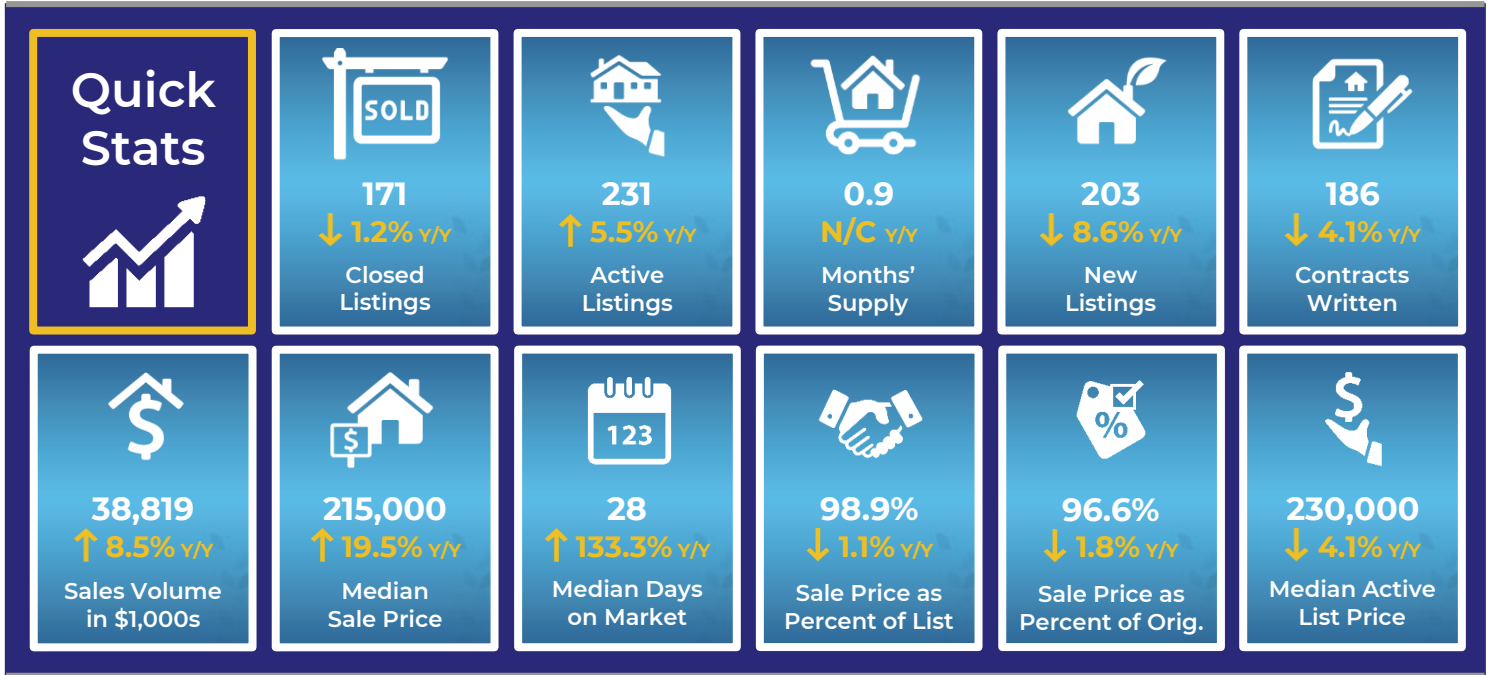 Quick
Stats
SOLD
171
↓ 1.2% Y/Y
Closed
Listings
231
↑ 5.5% Y/Y
Active
Listings
0.9
N/C Y/Y
Months’
Supply
203
↓ 8.6% Y/Y
New
Listings
186
↓ 4.1% Y/Y
Contracts
Written
$
38,819
↑ 8.5% Y/Y
Sales Volume
in $1,000s
$
215,000
↑ 19.5% Y/Y
Median
Sale Price
123
28
↑ 133.3% Y/Y
Median Days
on Market
98.9%
↓ 1.1% Y/Y
Sale Price as
Percent of List
%
96.6%
↓ 1.8% Y/Y
Sale Price as
Percent of Orig.
$
230,000
↓ 4.1% Y/Y
Median Active
List Price